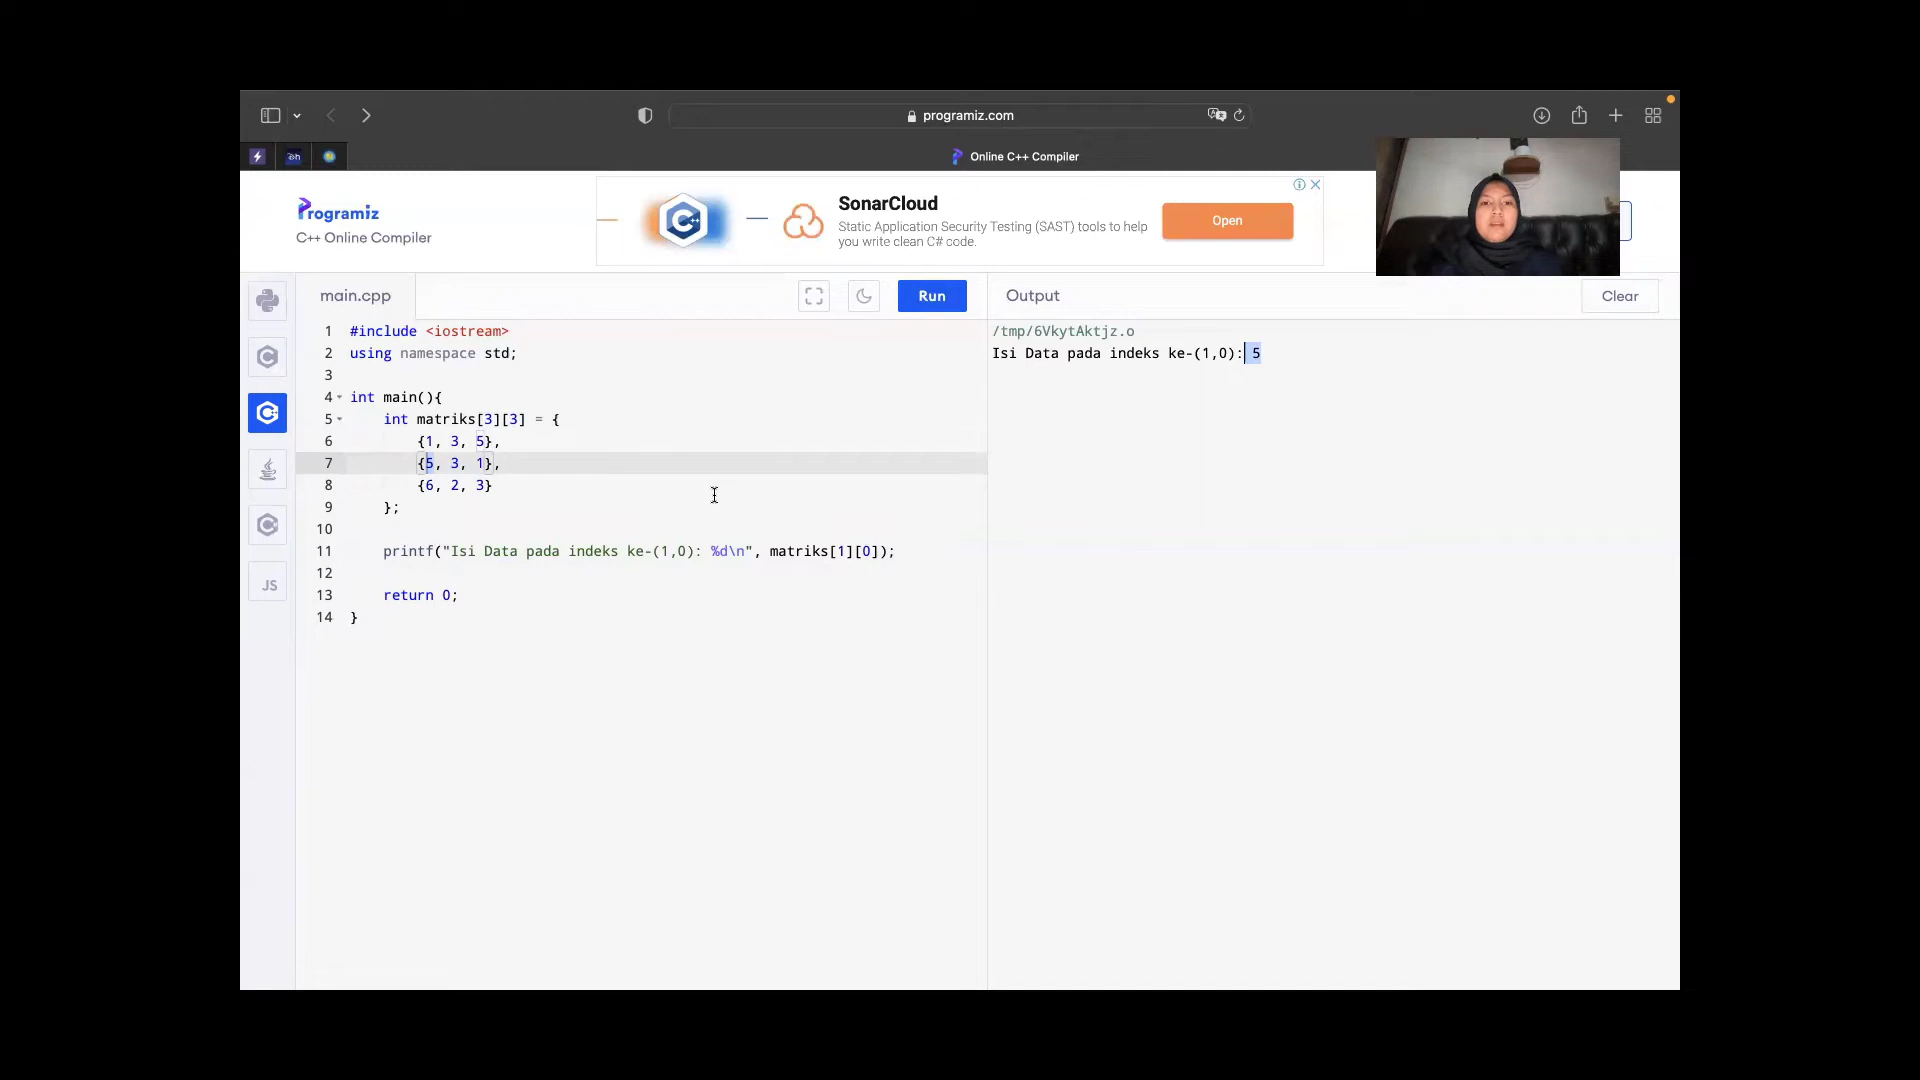 programiz.com
Online C++ Compiler
Programiz
C++ Online Compiler
SonarCloud
Static Application Security Testing (SAST) tools to help
you write clean C# code.
Open
main.cpp
Run
Output
Clear
1 #include <iostream>
2 using namespace std;
3
4 int main(){
5 int matriks[3][3] = {
6 {1, 3, 5},
7 {5, 3, 1},
8 {6, 2, 3}
9 };
10
11 printf("Isi Data pada indeks ke-(1,0): %d\n", matriks[1][0]);
12
13 return 0;
14 }
/tmp/6VkytAktjz.o
Isi Data pada indeks ke-(1,0): 5
JS